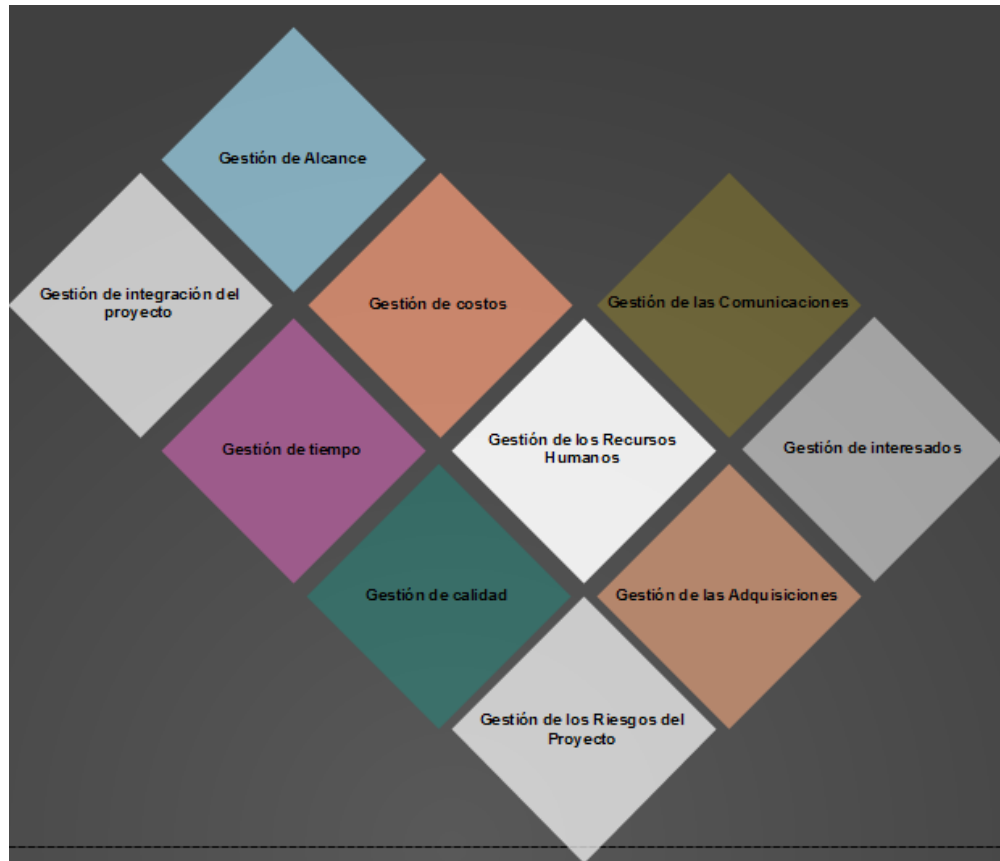 Gestión de Alcance
Gestión de integración del
proyecto
Gestión de costos
Gestión de las Comunicaciones
Gestión de tiempo
Gestión de los Recursos
Humanos
Gestión de interesados
Gestión de calidad
Gestión de las Adquisiciones
Gestión de los Riesgos del
Proyecto